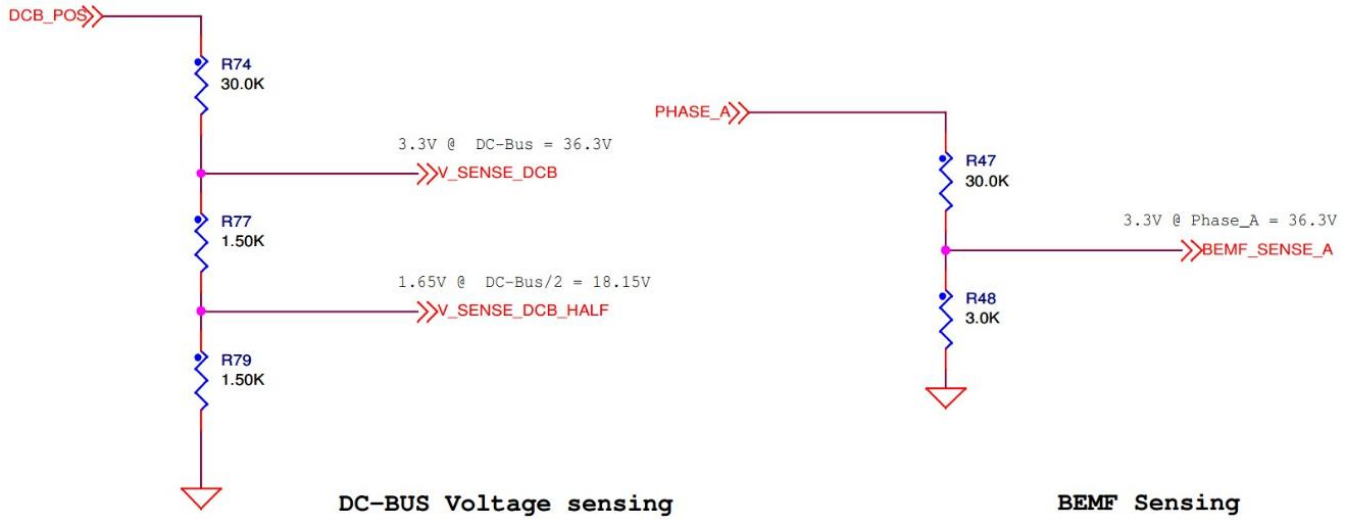 DCB_POS
R74
30.0K
3.3V @ DC-Bus = 36.3V
V_SENSE_DCB
R77
1.50K
1.65V @ DC-Bus/2 = 18.15V
V_SENSE_DCB_HALF
R79
1.50K
DC-BUS Voltage sensing
PHASE_A
R47
30.0K
3.3V @ Phase_A = 36.3V
BEMF_SENSE_A
R48
3.0K
BEMF Sensing